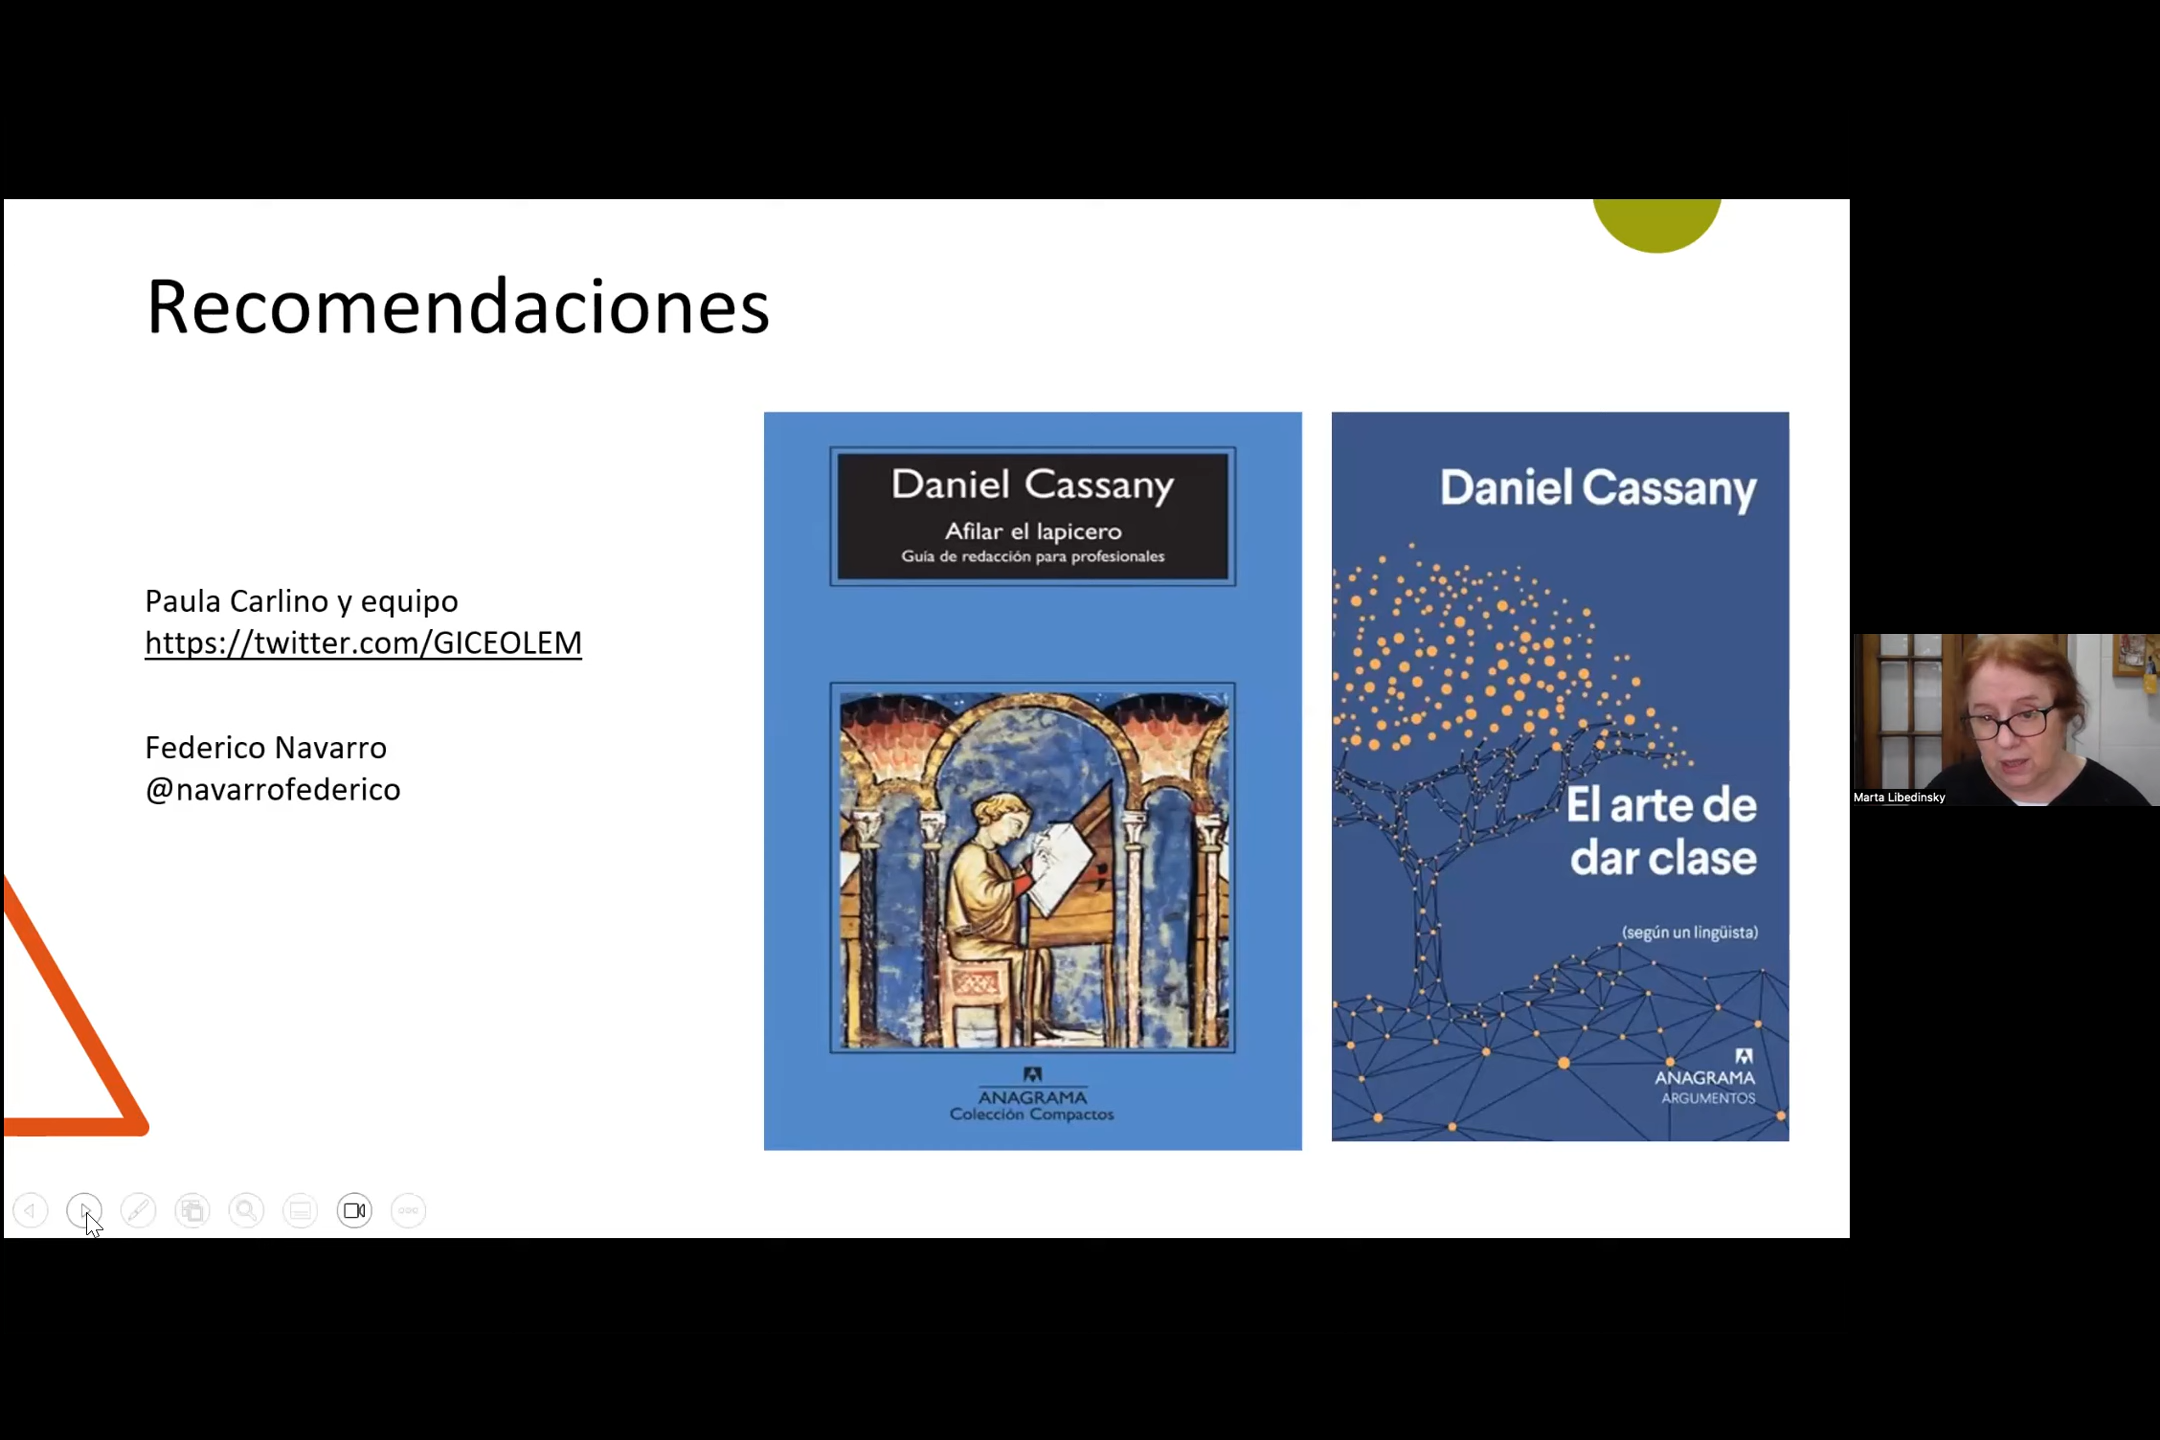 Recomendaciones
Paula Carlino y equipo
https://twitter.com/GICEOLEM
Federico Navarro
@navarrofederico
Daniel Cassany
Afilar el lapicero
Guía de redacción para profesionales
ANAGRAMA
Colección Compactos
Daniel Cassany
El arte de
dar clase
(según un lingüista)
ANAGRAMA
ARGUMENTOS
Marta Libedinsky